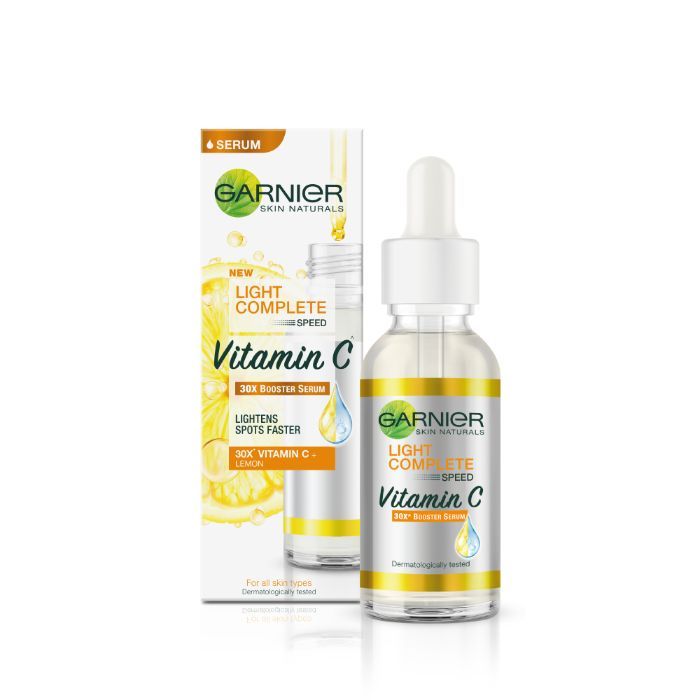 SERUM
GARNIER
SKIN NATURALS
NEW
LIGHT
COMPLETE
SPEED
Vitamin C^
30X BOOSTER SERUM
LIGHTENS
SPOTS FASTER
30X* VITAMIN C +
LEMON
For all skin types
Dermatologically tested
GARNIER
SKIN NATURALS
LIGHT
COMPLETE
SPEED
Vitamin C
30X* BOOSTER SERUM
Dermatologically tested